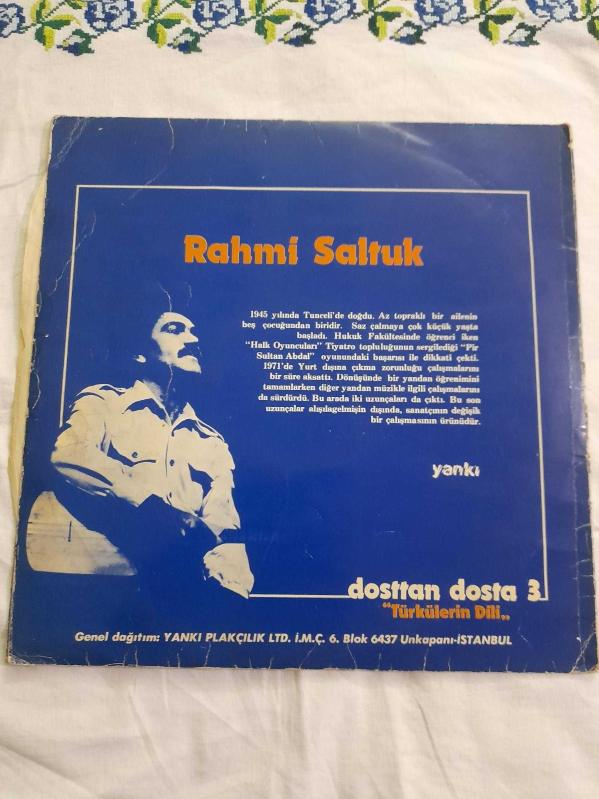 Rahmi Saltuk
1945 yılında Tunceli'de doğdu. Az topraklı bir ailenin
beş çocuğundan biridir. Saz çalmaya çok küçük yaşta
başladı. Hukuk Fakültesinde öğrenci iken
"Halk Oyuncuları" Tiyatro topluluğunun sergilediği "Pir
Sultan Abdal" oyunundaki başarısı ile dikkati çekti.
1971'de Yurt dışına çıkma zorunluğu çalışmalarını
bir süre aksattı. Dönüşünde bir yandan öğrenimini
tamamlarken diğer yandan müzikle ilgili çalışmalarını
da sürdürdü. Bu arada iki uzunçaları da çıktı. Bu son
uzunçalar alışılagelmişin dışında, sanatçının değişik
bir çalışmasının ürünüdür.
yankı
dosttan dosta 3
"Türkülerin Dili„
Genel dağıtım: YANKI PLAKÇILIK LTD. İ.M.Ç. 6. Blok 6437 Unkapanı-İSTANBUL